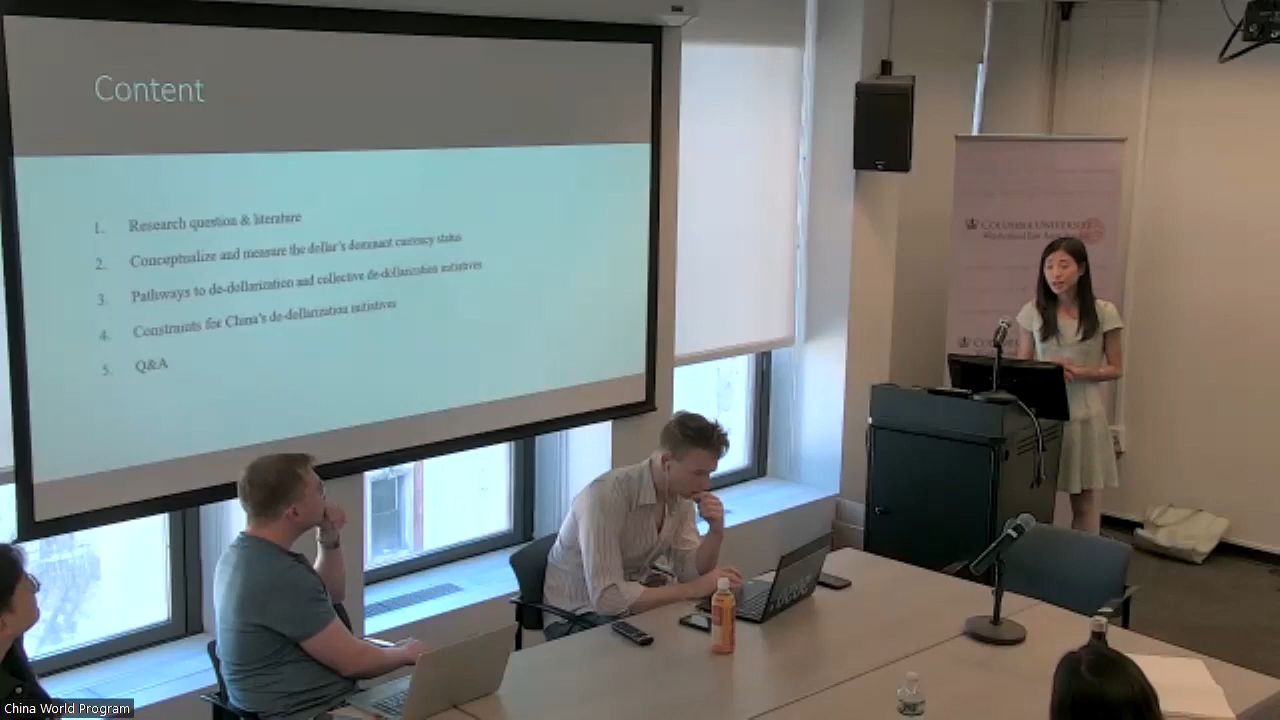 Content
1. Research question & literature
2. Conceptualize and measure the dollar's dominant currency status
3. Pathways to de-dollarization and collective de-dollarization initiatives
4. Constraints for China's de-dollarization initiatives
5. Q&A
COLUMBIA UNIVERSITY
China World Program